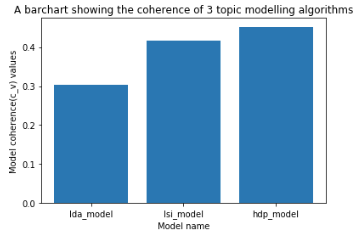 A barchart showing the coherence of 3 topic modelling algorithms
0.4
0.3
0.2
0.1
0.0
Model coherence(c_v) values
lda_model lsi_model hdp_model
Model name